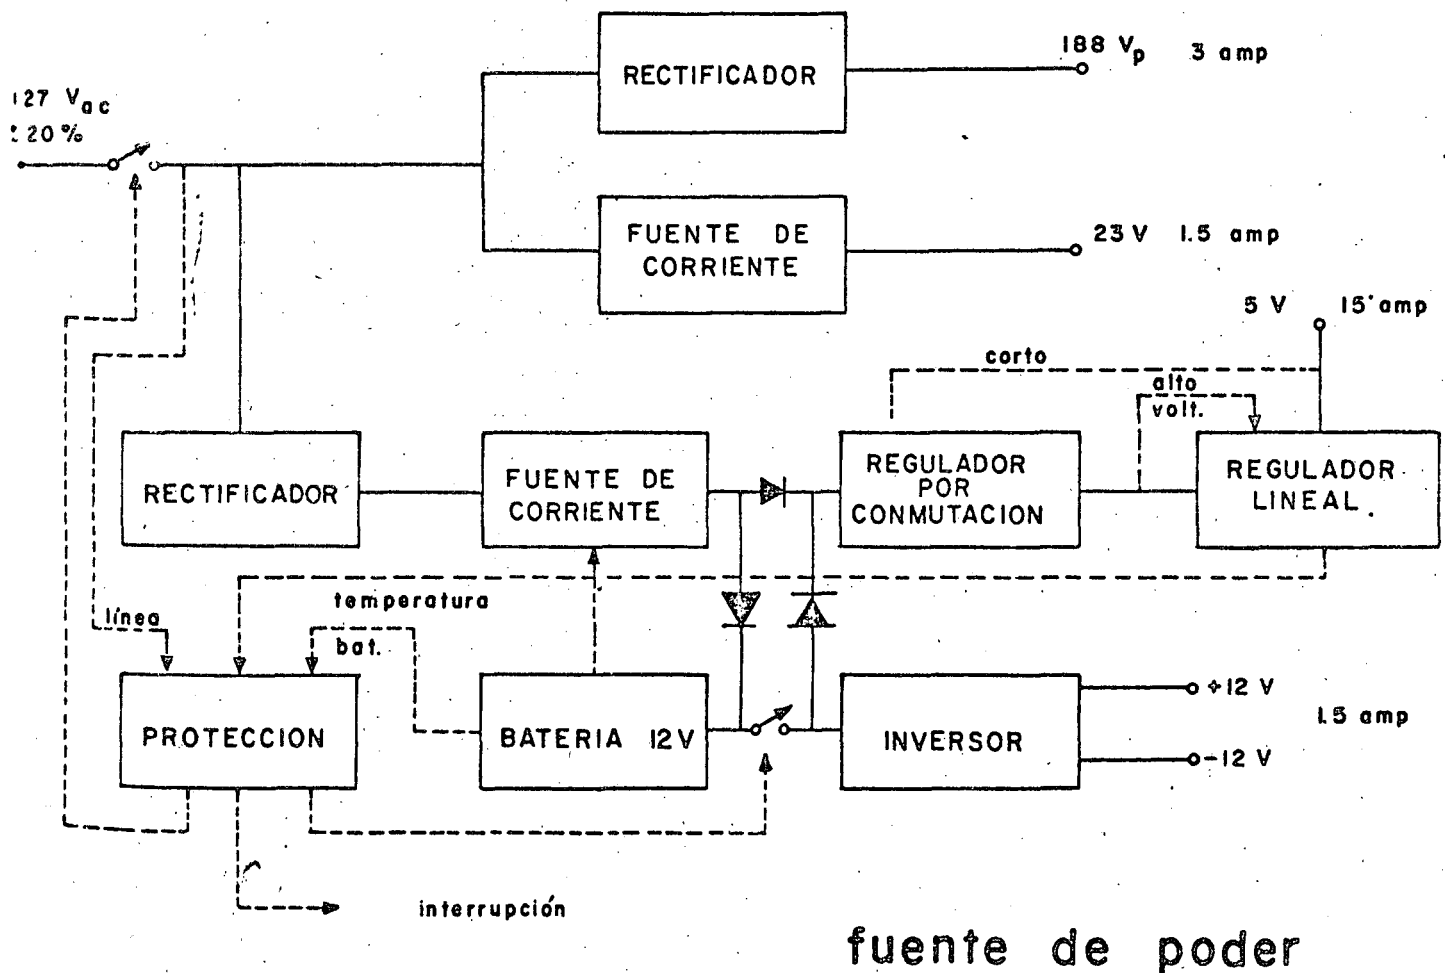 188 Vp 3 amp
RECTIFICADOR
127 Vac
± 20%
FUENTE DE
CORRIENTE
23 V 1.5 amp
5 V 15 amp
corto
alto
volt.
RECTIFICADOR
FUENTE DE
CORRIENTE
REGULADOR
POR
CONMUTACION
REGULADOR
LINEAL
línea
temperatura
bat.
PROTECCION
BATERIA 12V
INVERSOR
+12 V
-12 V
1.5 amp
interrupción
fuente de poder